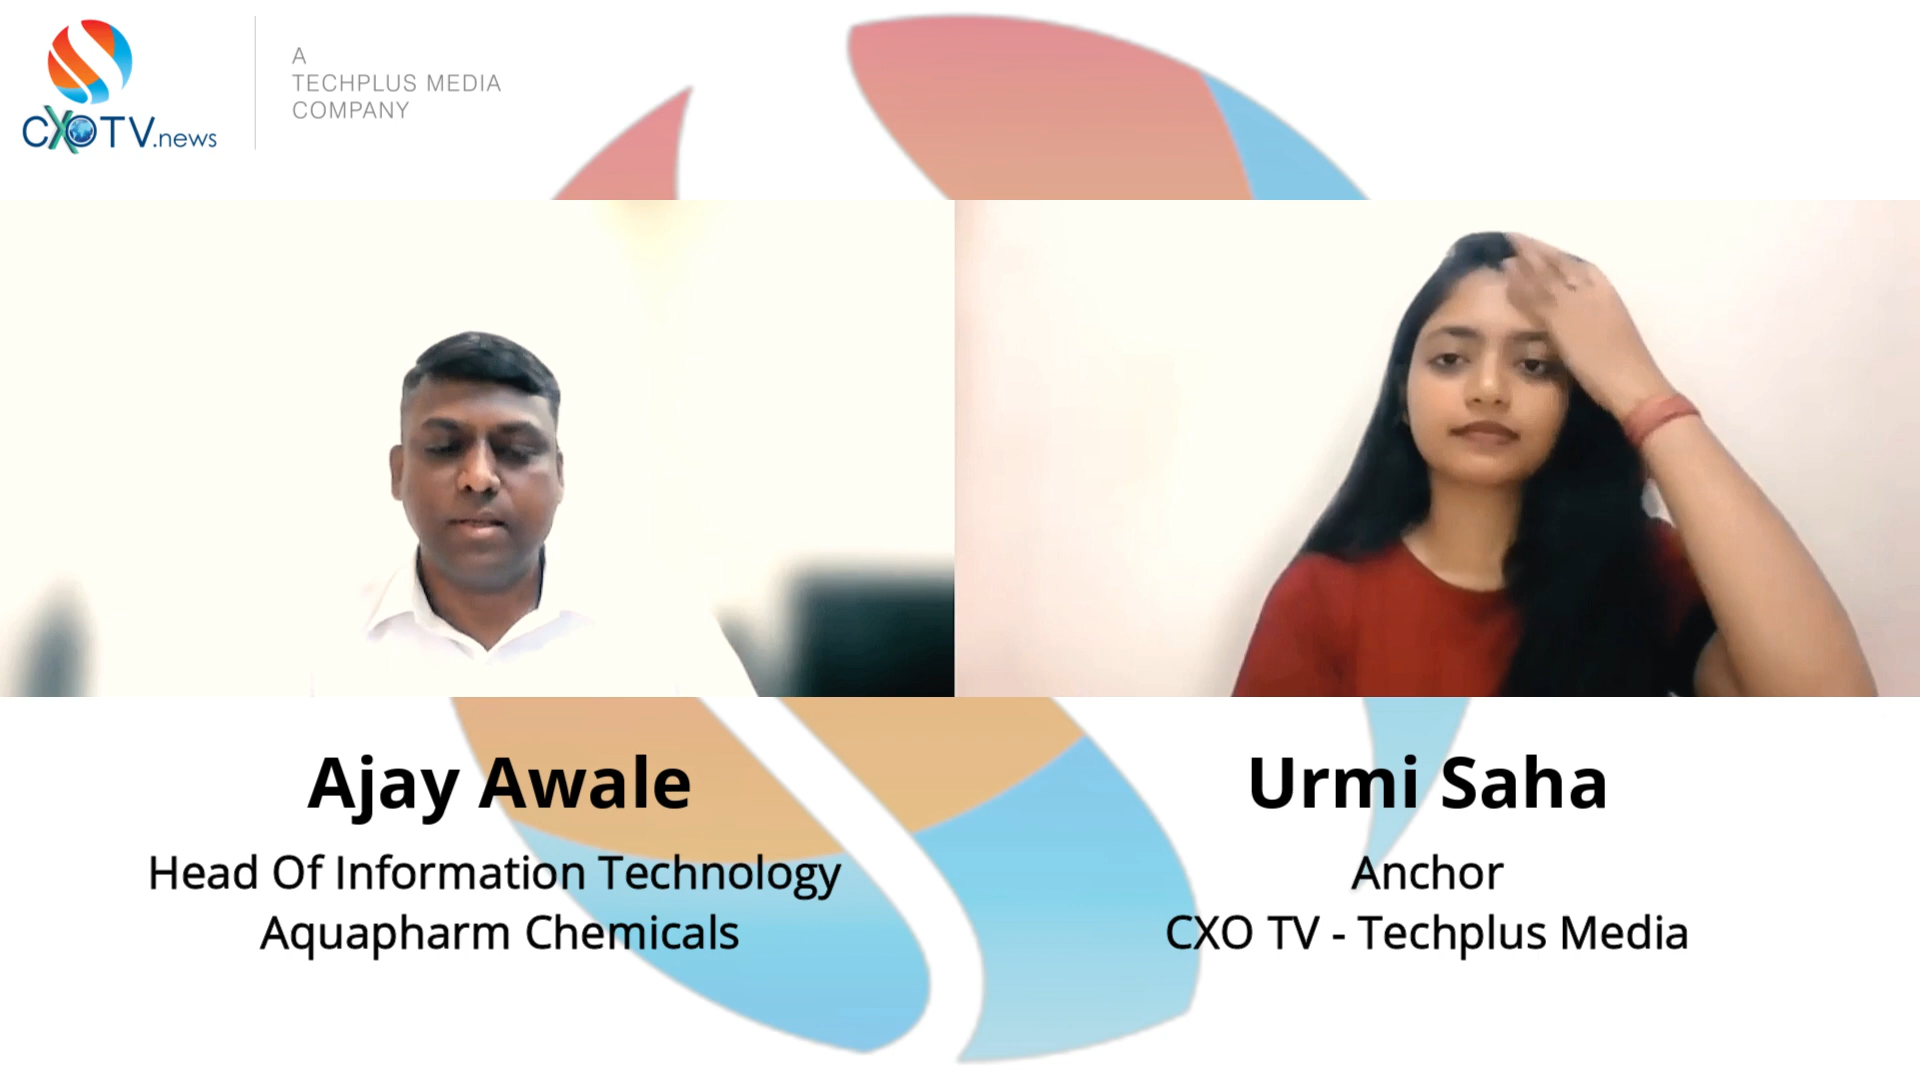 CXOTV.news
A
TECHPLUS MEDIA
COMPANY
Ajay Awale
Head Of Information Technology
Aquapharm Chemicals
Urmi Saha
Anchor
CXO TV - Techplus Media